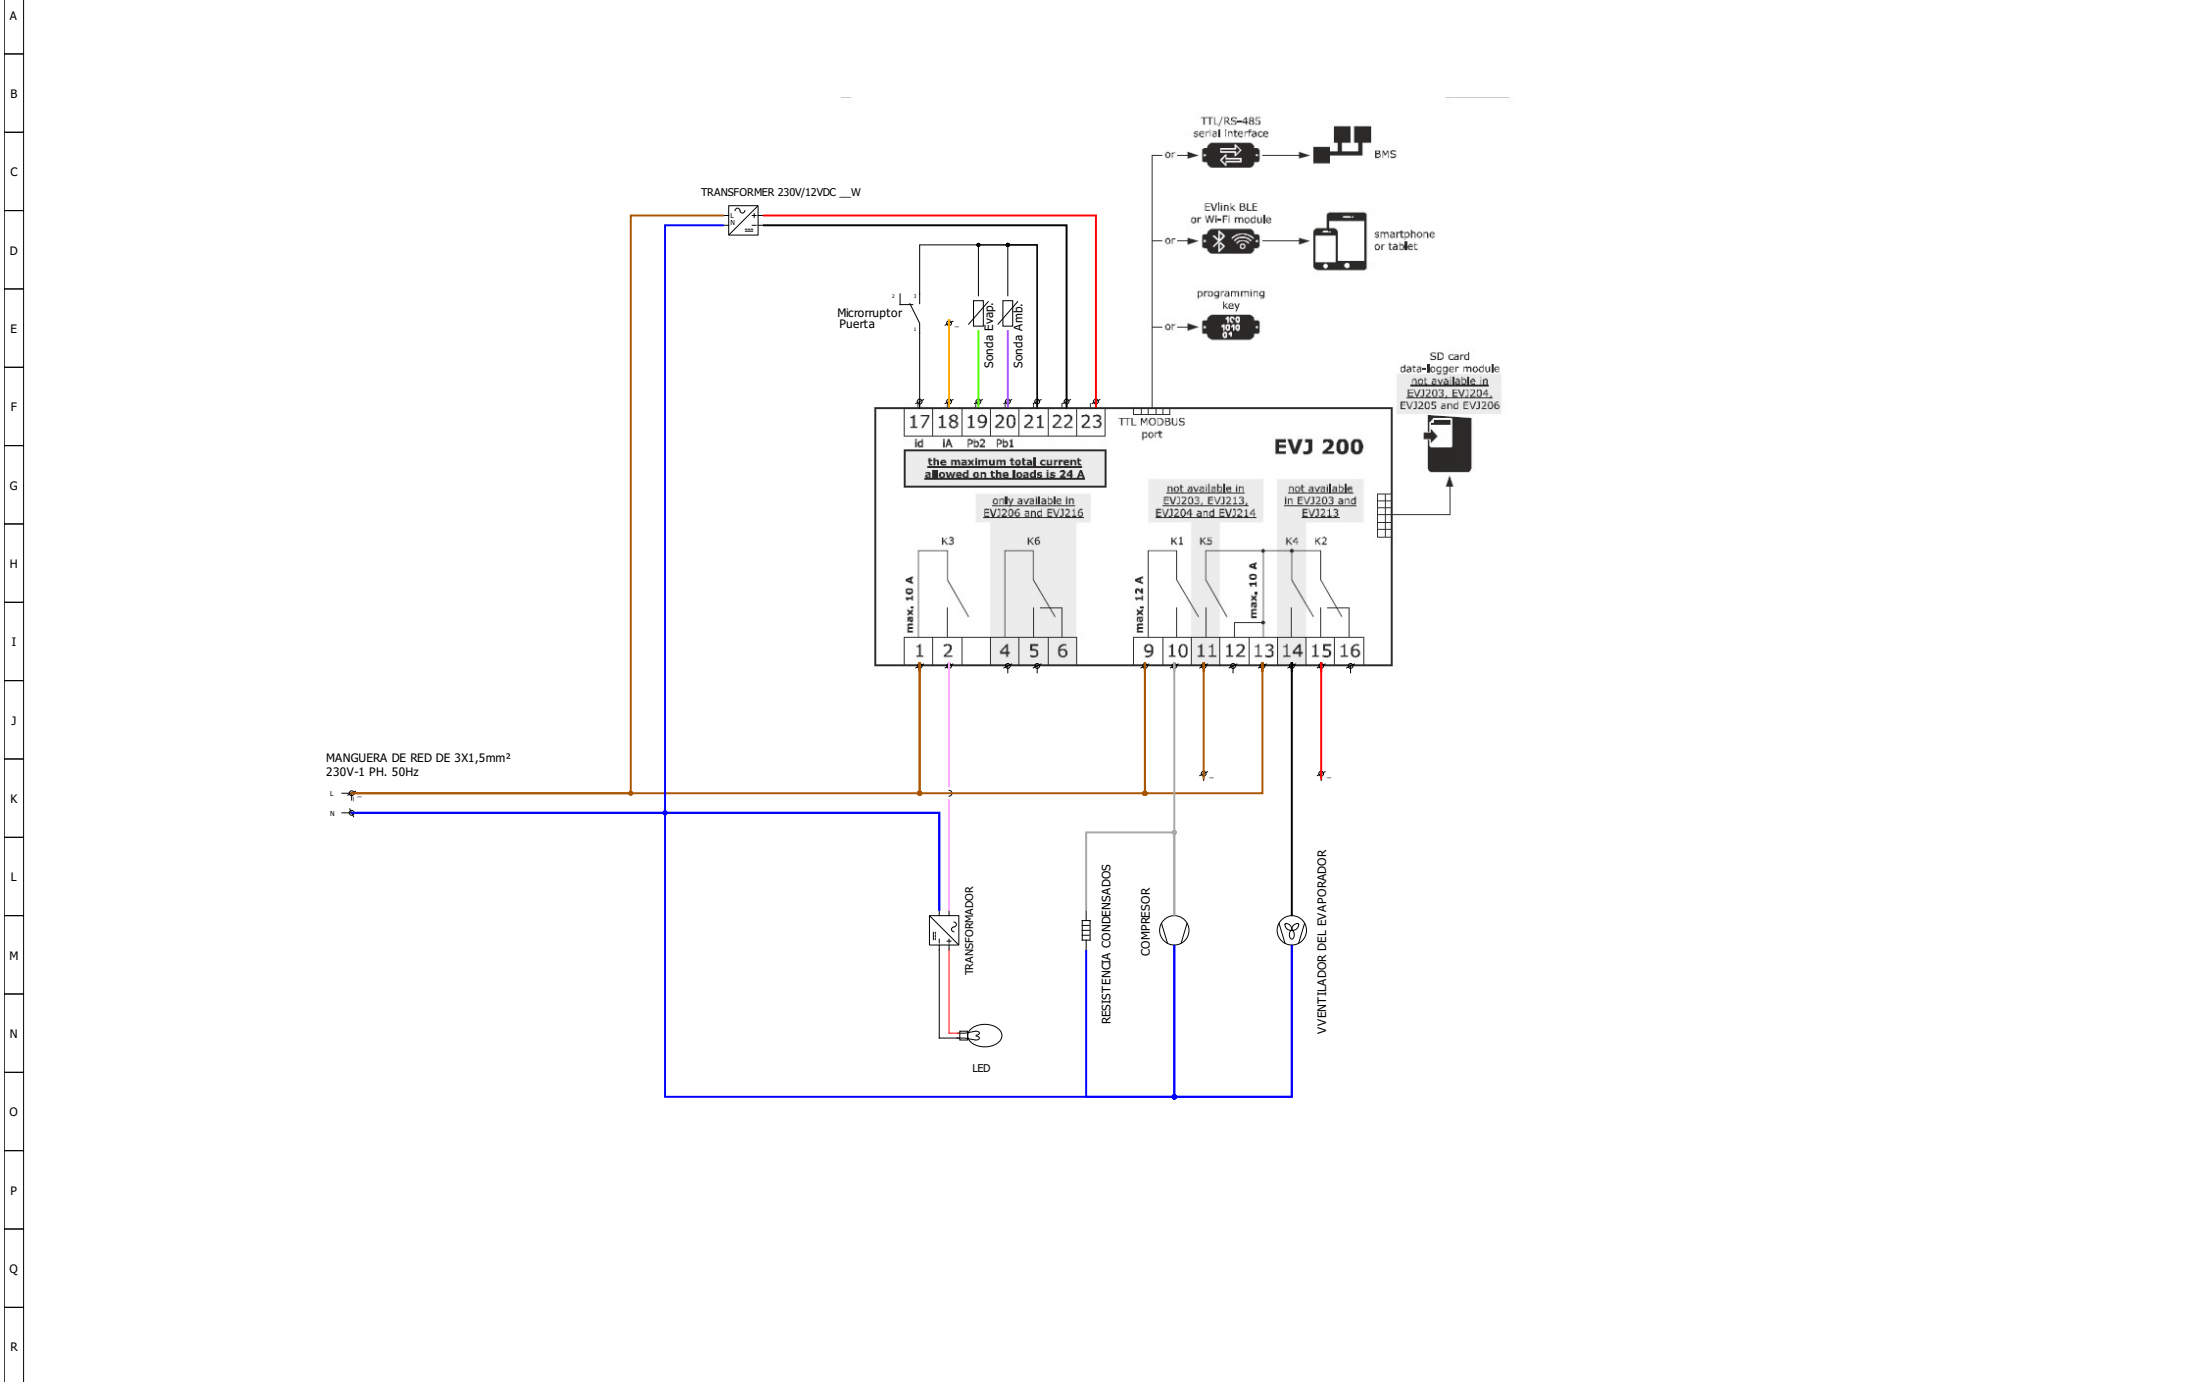 A
B
C
D
E
F
G
H
I
J
K
L
M
N
O
P
Q
R
TTL/RS-485
serial interface
or
BMS
TRANSFORMER 230V/12VDC __W
L
N
EVlink BLE
or Wi-Fi module
or
smartphone
or tablet
programming
key
or
Microrruptor
Puerta
Sonda Evap.
Sonda Amb.
SD card
data-logger module
not available in
EVJ203, EVJ204,
EVJ205 and EVJ206
17 18 19 20 21 22 23
id iA Pb2 Pb1
TTL MODBUS
port
EVJ 200
the maximum total current
allowed on the loads is 24 A
only available in
EVJ206 and EVJ216
not available in
EVJ203, EVJ213,
EVJ204 and EVJ214
not available
in EVJ203 and
EVJ213
K3 K6 K1 K5 K4 K2
max. 10 A
max. 12 A
max. 10 A
1 2 4 5 6 9 10 11 12 13 14 15 16
MANGUERA DE RED DE 3X1,5mm²
230V-1 PH. 50Hz
L
N
TRANSFORMADOR
RESISTENCIA CONDENSADOS
COMPRESOR
VVENTILADOR DEL EVAPORADOR
LED